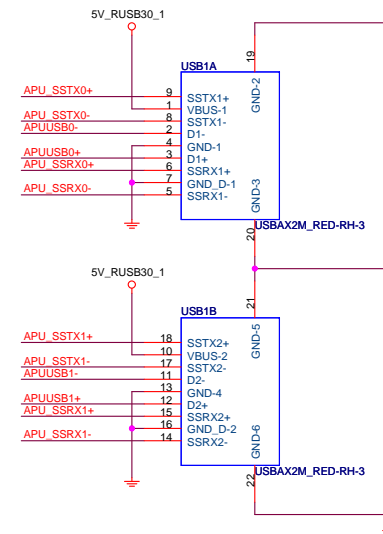 5V_RUSB30_1
USB1A
19
GND-2
APU_SSTX0+ 9 SSTX1+
1 VBUS-1
APU_SSTX0- 8 SSTX1-
APUUSB0- 2 D1-
4 GND-1
APUUSB0+ 3 D1+
APU_SSRX0+ 6 SSRX1+
7 GND_D-1
APU_SSRX0- 5 SSRX1-
GND-3
20
USBAX2M_RED-RH-3
5V_RUSB30_1
USB1B
21
GND-5
APU_SSTX1+ 18 SSTX2+
10 VBUS-2
APU_SSTX1- 17 SSTX2-
APUUSB1- 11 D2-
13 GND-4
APUUSB1+ 12 D2+
APU_SSRX1+ 15 SSRX2+
16 GND_D-2
APU_SSRX1- 14 SSRX2-
GND-6
22
USBAX2M_RED-RH-3